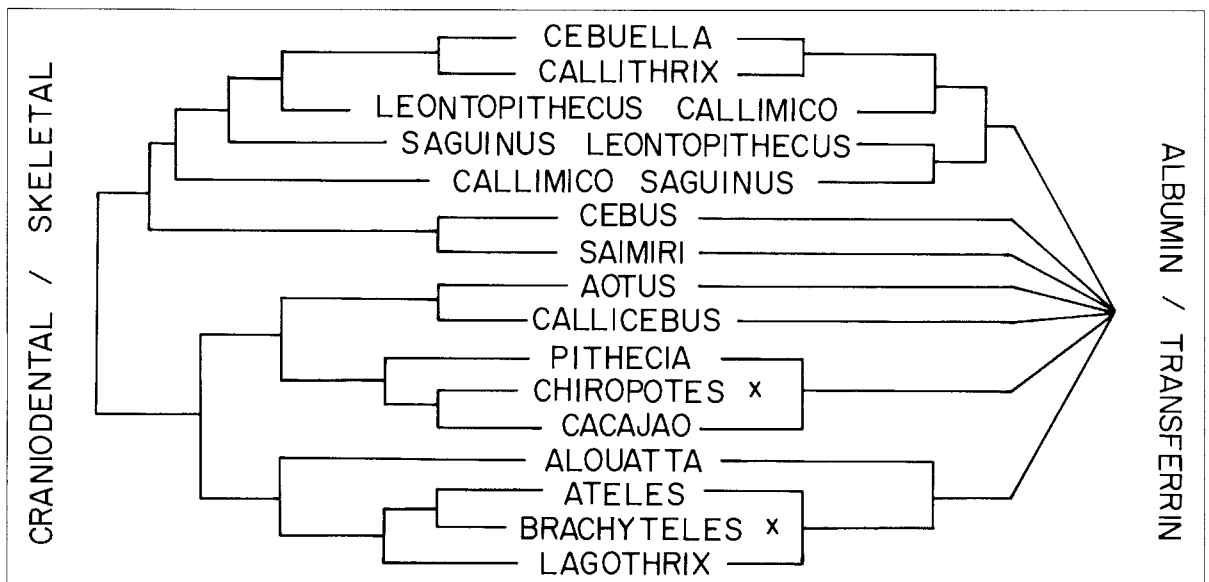 CRANIODENTAL / SKELETAL
CEBUELLA
CALLITHRIX
LEONTOPITHECUS CALLIMICO
SAGUINUS LEONTOPITHECUS
CALLIMICO SAGUINUS
CEBUS
SAIMIRI
AOTUS
CALLICEBUS
PITHECIA
CHIROPOTES X
CACAJAO
ALOUATTA
ATELES
BRACHYTELES X
LAGOTHRIX
ALBUMIN / TRANSFERRIN